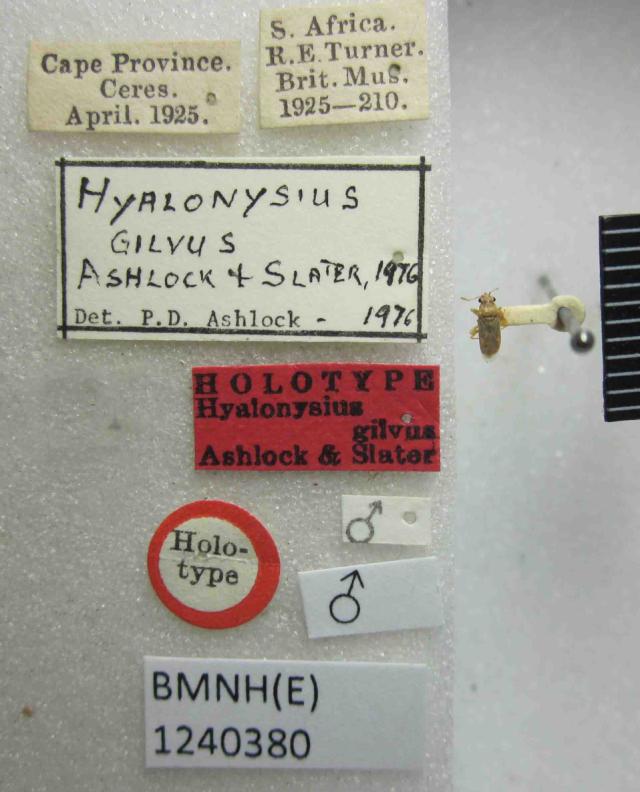 Cape Province.
Ceres.
April. 1925.
S. Africa.
R.E. Turner.
Brit. Mus.
1925—210.
HYALONYSIUS
GILVUS
ASHLOCK & SLATER, 1976
Det. P.D. Ashlock - 1976
HOLOTYPE
Hyalonysius
gilvus
Ashlock & Slater
♂
Holo-
type
♂
BMNH(E)
1240380